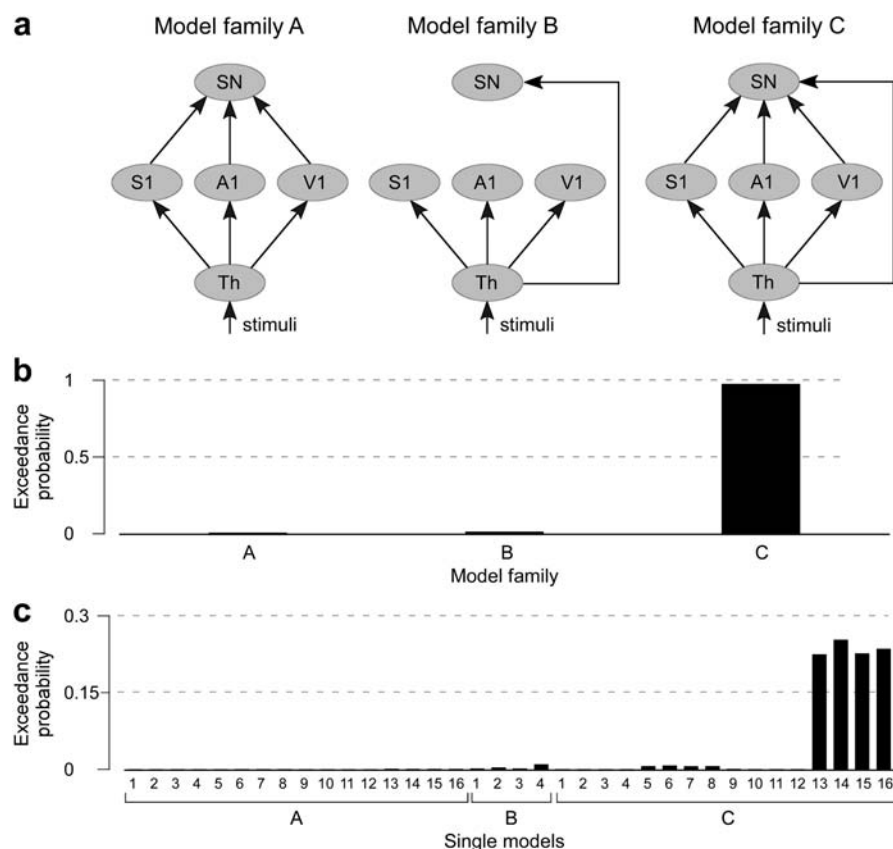 a
Model family A Model family B Model family C
SN SN SN
S1 A1 V1 S1 A1 V1 S1 A1 V1
Th Th Th
stimuli stimuli stimuli
b
Exceedance
probability
1
0.5
0
A B C
Model family
c
Exceedance
probability
0.3
0.15
0
1 2 3 4 5 6 7 8 9 10 11 12 13 14 15 16 1 2 3 4 1 2 3 4 5 6 7 8 9 10 11 12 13 14 15 16
A B C
Single models